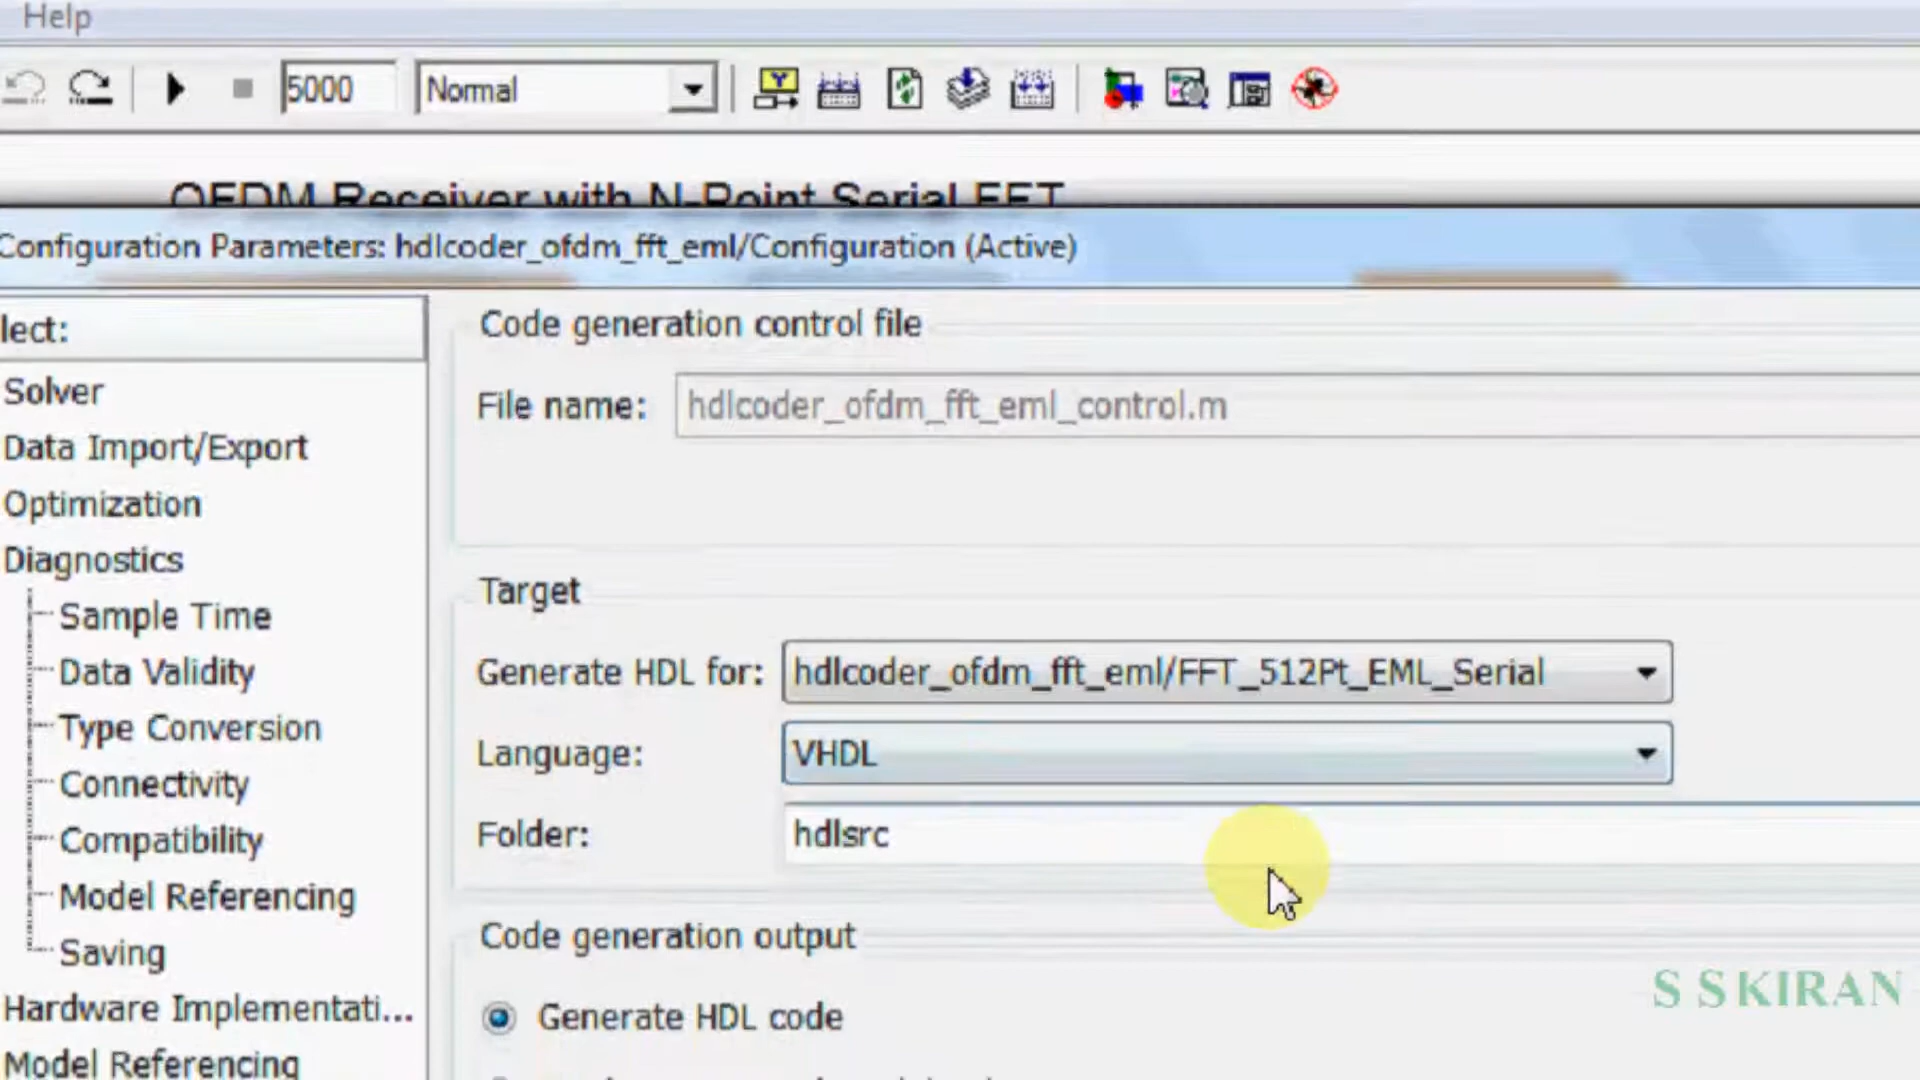 Help
5000
Normal
OFDM Receiver with N-Point Serial FFT
Configuration Parameters: hdlcoder_ofdm_fft_eml/Configuration (Active)
lect:
Solver
Data Import/Export
Optimization
Diagnostics
Sample Time
Data Validity
Type Conversion
Connectivity
Compatibility
Model Referencing
Saving
Hardware Implementati...
Model Referencing
Code generation control file
File name: hdlcoder_ofdm_fft_eml_control.m
Target
Generate HDL for: hdlcoder_ofdm_fft_eml/FFT_512Pt_EML_Serial
Language: VHDL
Folder: hdlsrc
Code generation output
Generate HDL code
S S KIRAN